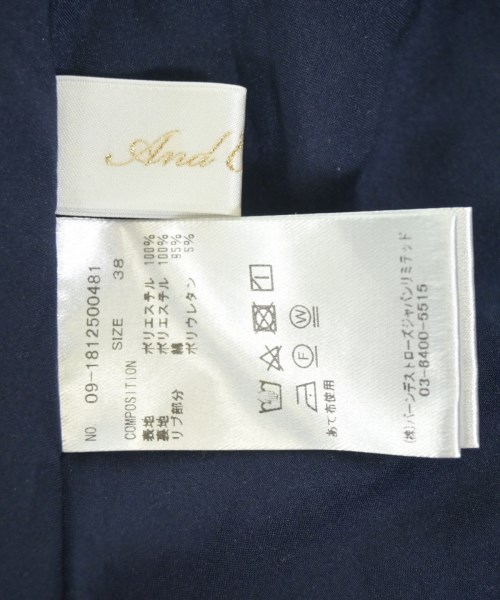 And
NO. 09-1812500481
SIZE 38
COMPOSITION
表地 ポリエステル 100%
裏地 ポリエステル 100%
リブ部分 綿 95%
ポリウレタン 5%
あて布使用
(株)バーンデストローズジャパンリミテッド
03-8400-5515